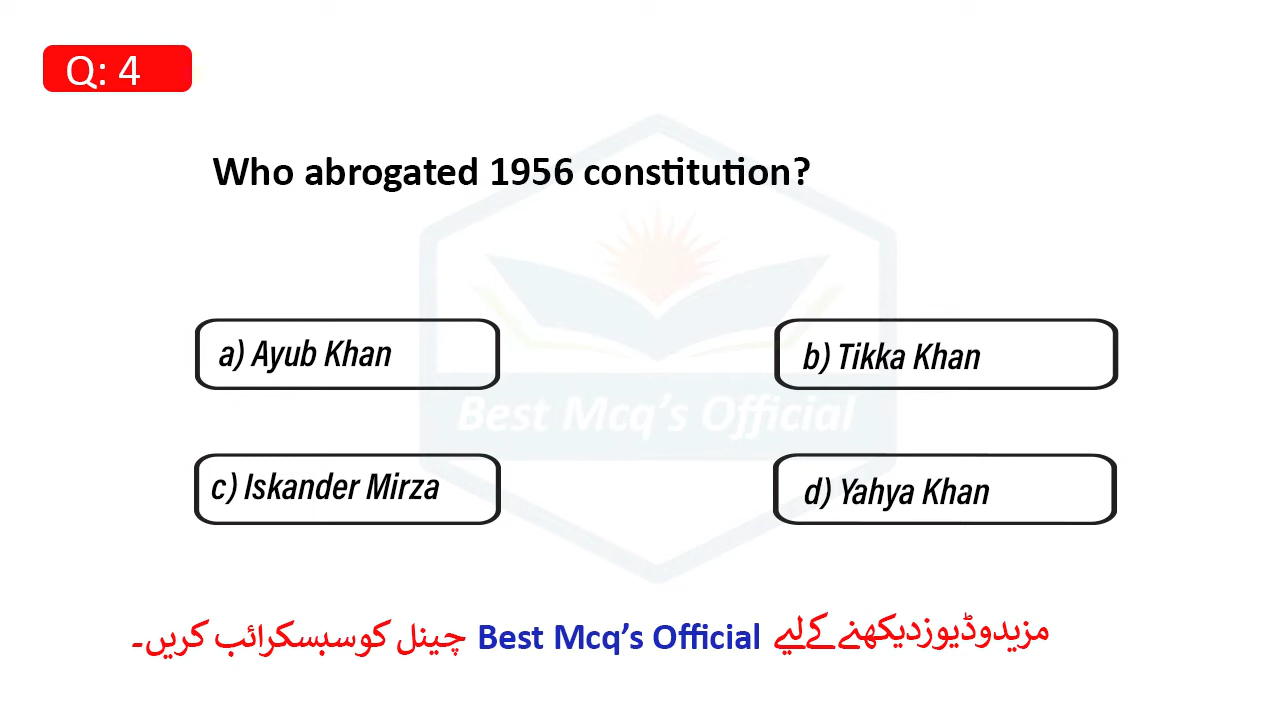 Q: 4
Who abrogated 1956 constitution?
a) Ayub Khan
b) Tikka Khan
Best Mcq's Official
c) Iskander Mirza
d) Yahya Khan
مزیدوڈیوزدیکھنے کےلیے Best Mcq’s Official چینل کوسبسکرائب کریں۔